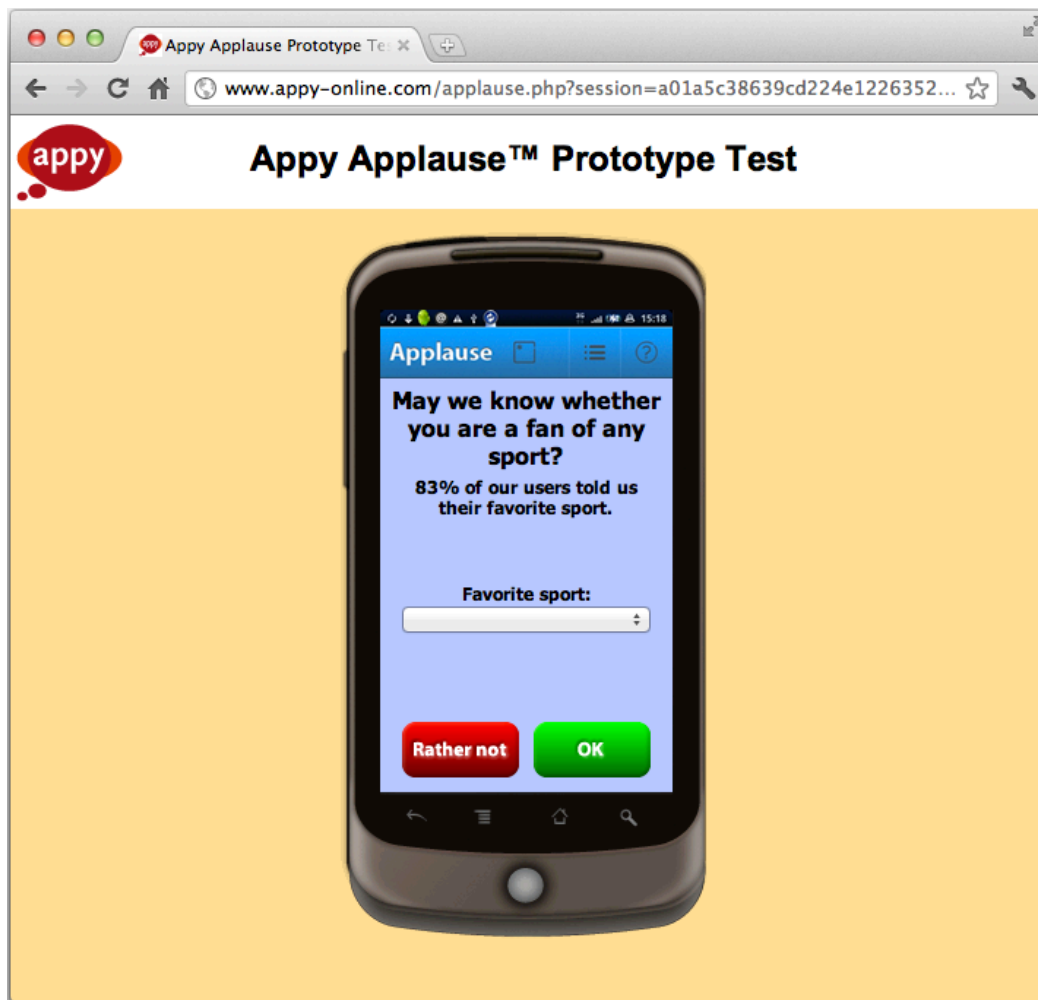 Appy Applause Prototype Te
www.appy-online.com/applause.php?session=a01a5c38639cd224e1226352...
appy
Appy Applause™ Prototype Test
15:18
Applause
May we know whether
you are a fan of any
sport?
83% of our users told us
their favorite sport.
Favorite sport:
Rather not
OK